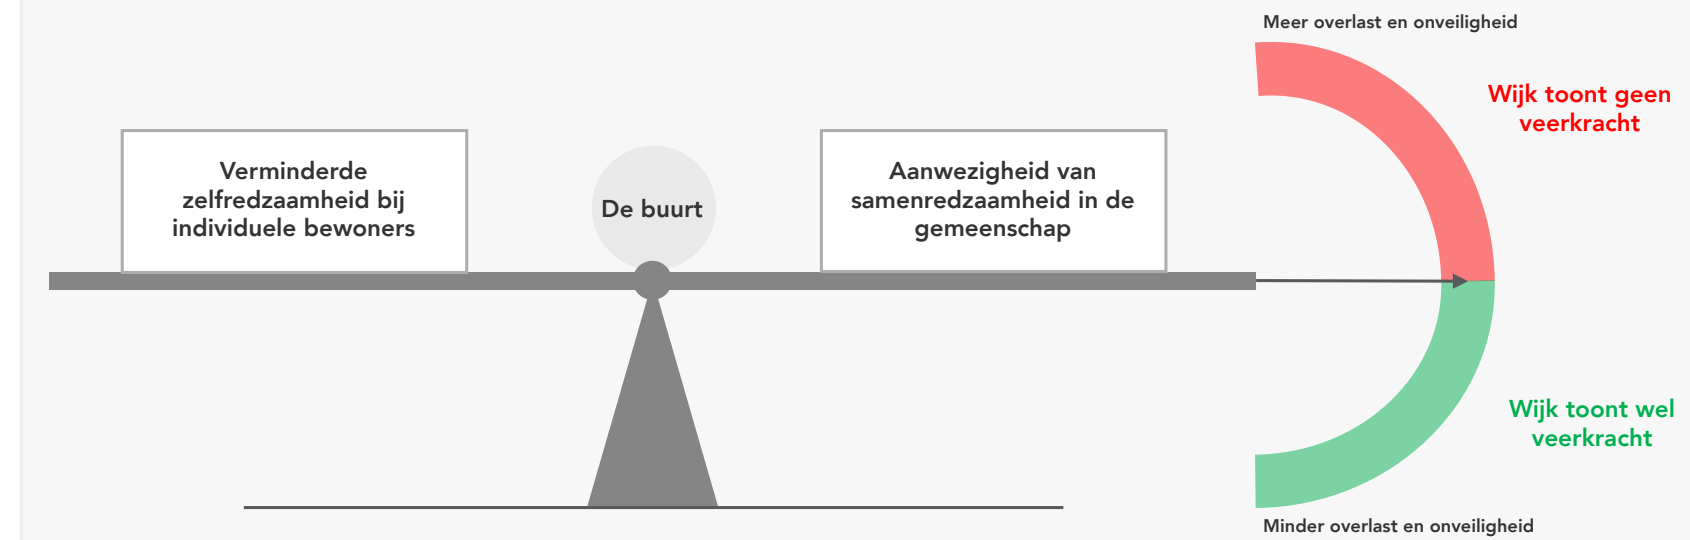 Meer overlast en onveiligheid
Wijk toont geen
veerkracht
Verminderde
zelfredzaamheid bij
individuele bewoners
De buurt
Aanwezigheid van
samenredzaamheid in de
gemeenschap
Wijk toont wel
veerkracht
Minder overlast en onveiligheid